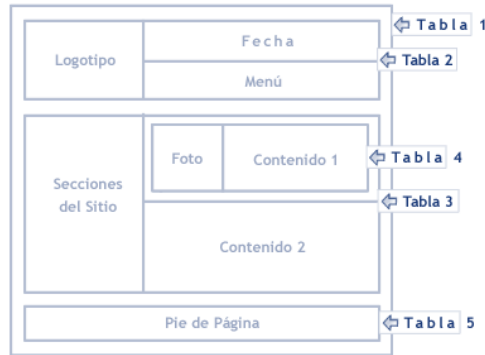 Tabla 1
Fecha
Logotipo
Tabla 2
Menú
Foto
Contenido 1
Tabla 4
Secciones
del Sitio
Tabla 3
Contenido 2
Pie de Página
Tabla 5